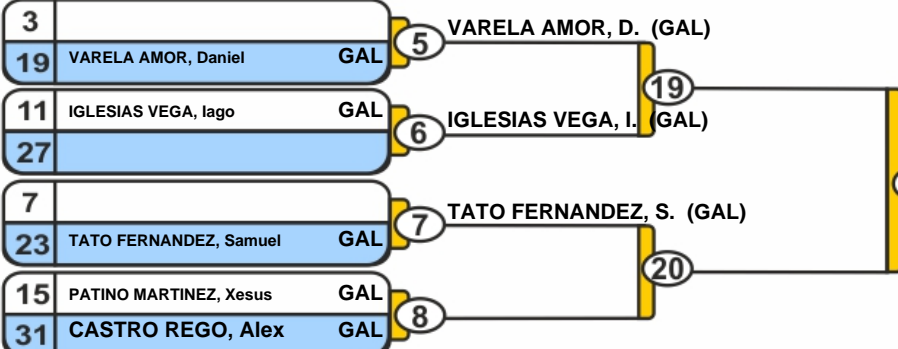 3
VARELA AMOR, D. (GAL)
5
19 VARELA AMOR, Daniel GAL
19
11 IGLESIAS VEGA, Iago GAL
IGLESIAS VEGA, I. (GAL)
6
27
7
TATO FERNANDEZ, S. (GAL)
7
23 TATO FERNANDEZ, Samuel GAL
20
15 PATINO MARTINEZ, Xesus GAL
8
31 CASTRO REGO, Alex GAL